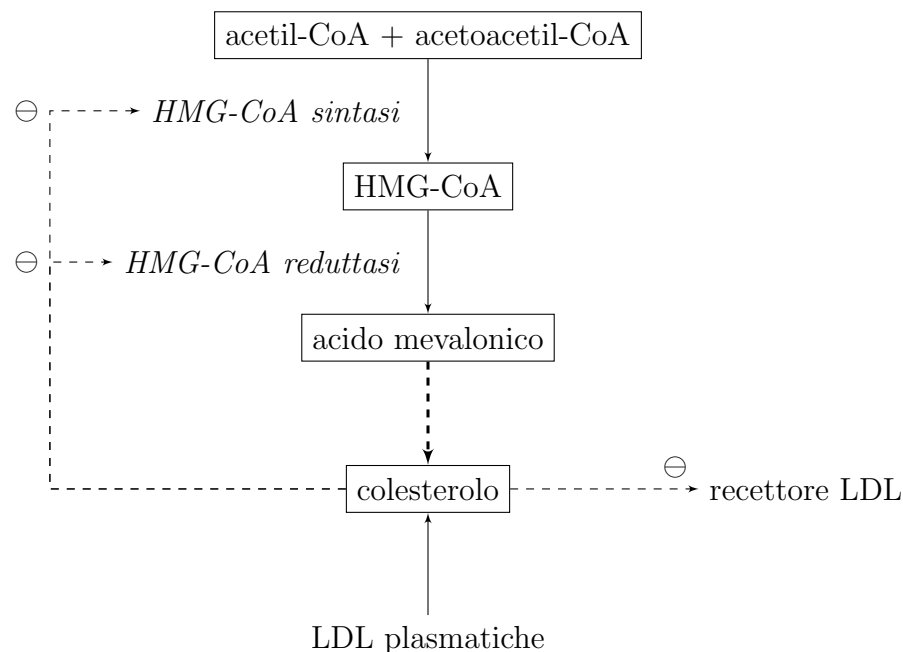 acetil-CoA + acetoacetil-CoA
⊖
HMG-CoA sintasi
HMG-CoA
⊖
HMG-CoA reduttasi
acido mevalonico
⊖
colesterolo
recettore LDL
LDL plasmatiche